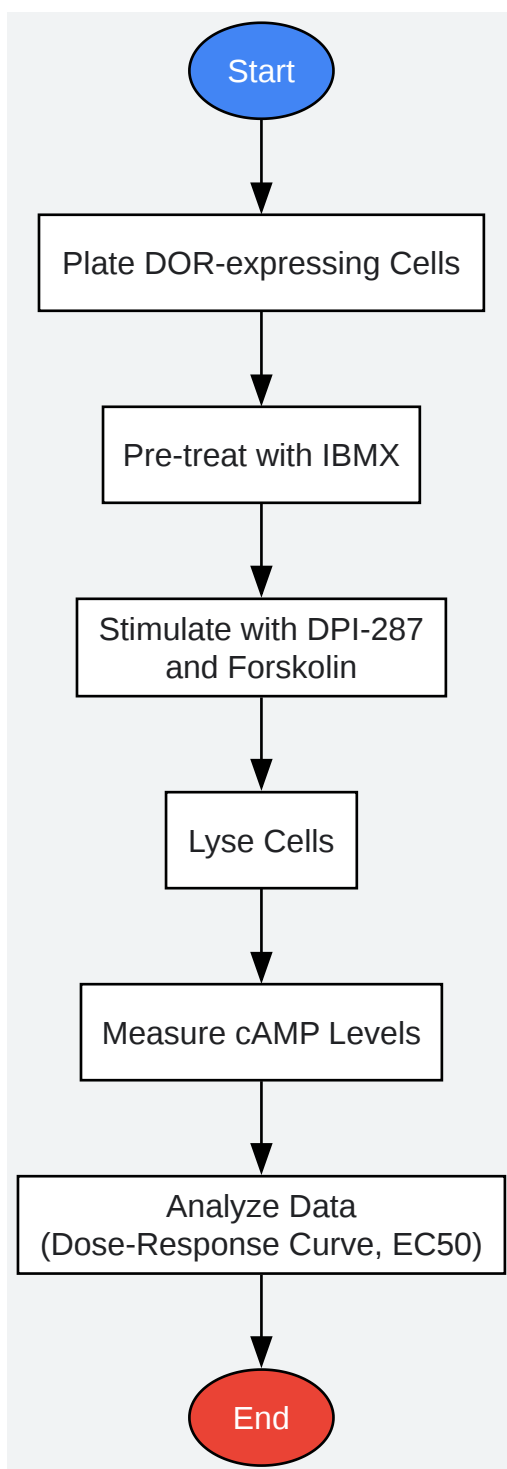 Start
Plate DOR-expressing Cells
Pre-treat with IBMX
Stimulate with DPI-287
and Forskolin
Lyse Cells
Measure cAMP Levels
Analyze Data
(Dose-Response Curve, EC50)
End